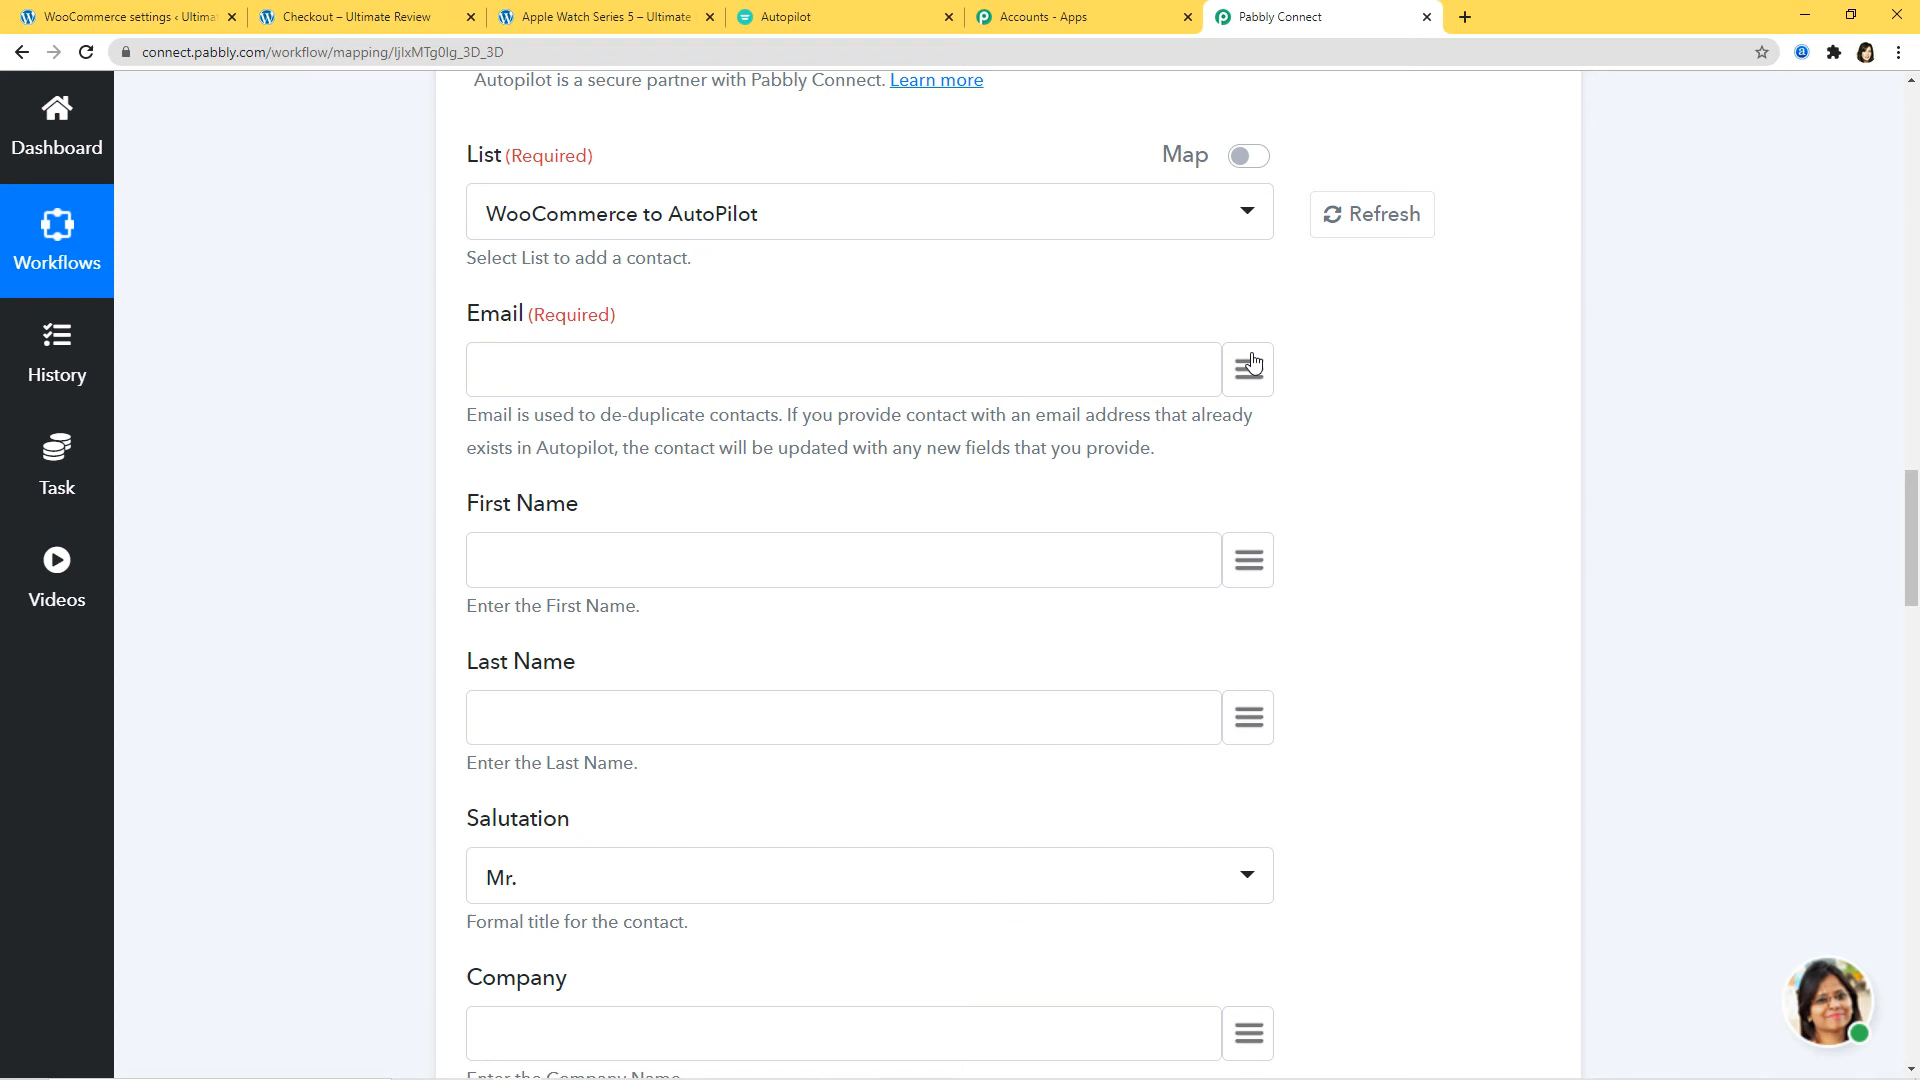 WooCommerce settings ‹ Ultimat
Checkout – Ultimate Review
Apple Watch Series 5 – Ultimate
Autopilot
Accounts - Apps
Pabbly Connect
connect.pabbly.com/workflow/mapping/IjIxMTg0Ig_3D_3D
Autopilot is a secure partner with Pabbly Connect. Learn more
Dashboard
Workflows
History
Task
Videos
List (Required)
Map
WooCommerce to AutoPilot
Refresh
Select List to add a contact.
Email (Required)
Email is used to de-duplicate contacts. If you provide contact with an email address that already
exists in Autopilot, the contact will be updated with any new fields that you provide.
First Name
Enter the First Name.
Last Name
Enter the Last Name.
Salutation
Mr.
Formal title for the contact.
Company
Enter the Company Name.